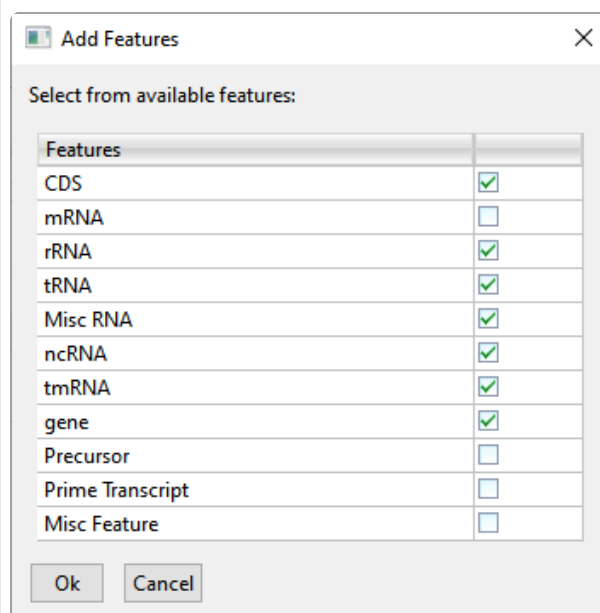 Add Features
Select from available features:
Features
CDS
mRNA
rRNA
tRNA
Misc RNA
ncRNA
tmRNA
gene
Precursor
Prime Transcript
Misc Feature
Ok Cancel